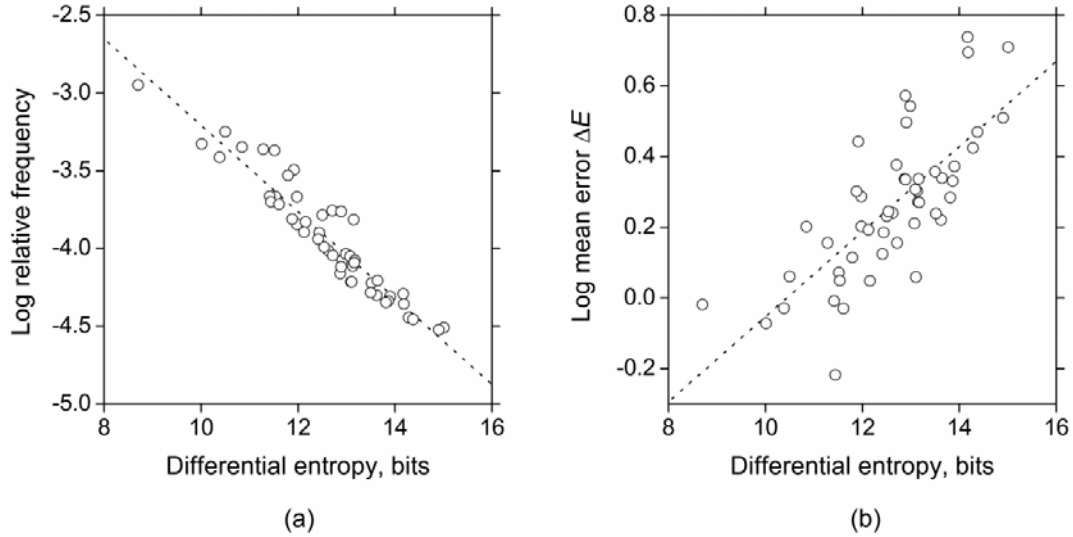 -2.5
-3.0
-3.5
-4.0
-4.5
-5.0
Log relative frequency
8 10 12 14 16
Differential entropy, bits
(a)
0.8
0.6
0.4
0.2
0.0
-0.2
Log mean error ΔE
8 10 12 14 16
Differential entropy, bits
(b)